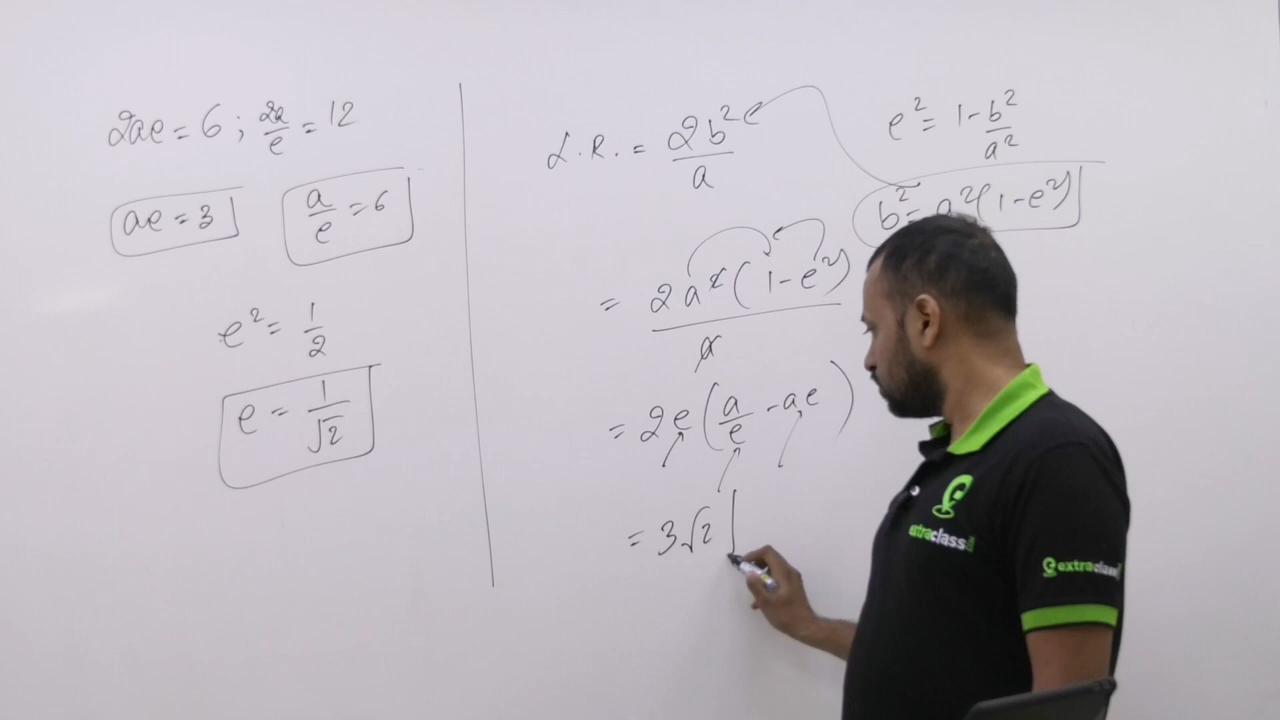 2ae = 6 ; 2a/e = 12
ae = 3
a/e = 6
e² = 1/2
e = 1/√2
L.R. = 2b²/a
e² = 1 - b²/a²
b² = a²(1-e²)
= 2a²(1-e²)/a
= 2e(a/e - ae)
= 3√2
extraclass
extraclass